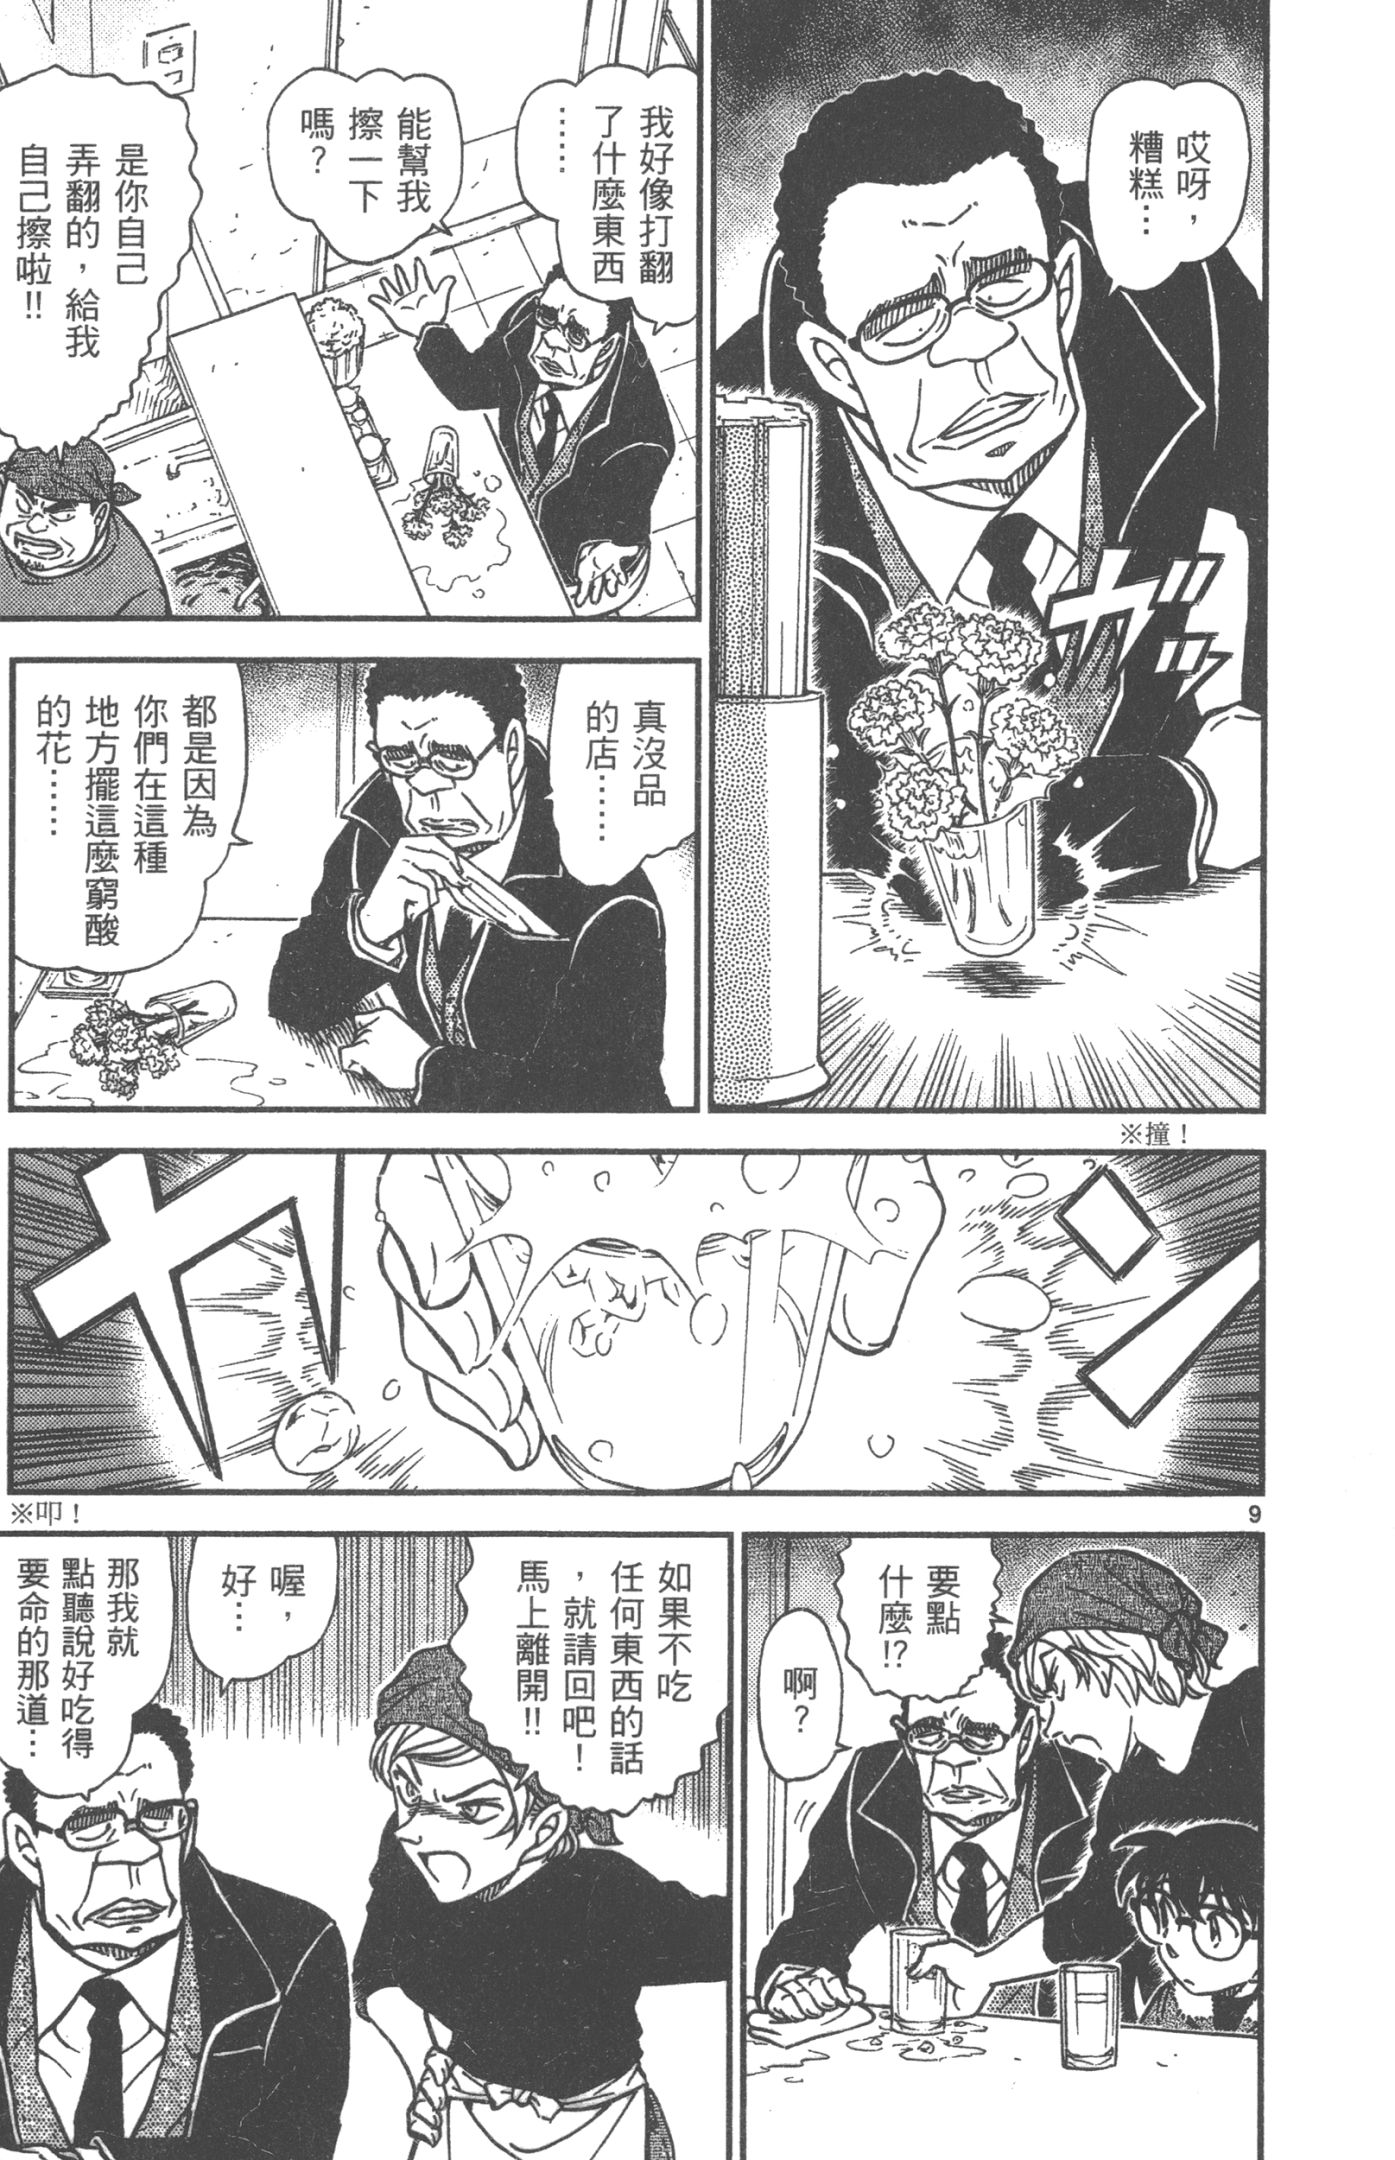 哎呀，
糟糕…
ガッ
※撞！
我好像打翻
了什麼東西
……
能幫我
擦一下
嗎？
是你自己
弄翻的，給我
自己擦啦!!
真沒品
的店……
都是因為
你們在這種
地方擺這麼窮酸
的花……
ガン
※叩！
9
要點
什麼!?
啊？
如果不吃
任何東西的話
，就請回吧！
馬上離開!!
喔，
好…
那我就
點聽說好吃得
要命的那道…